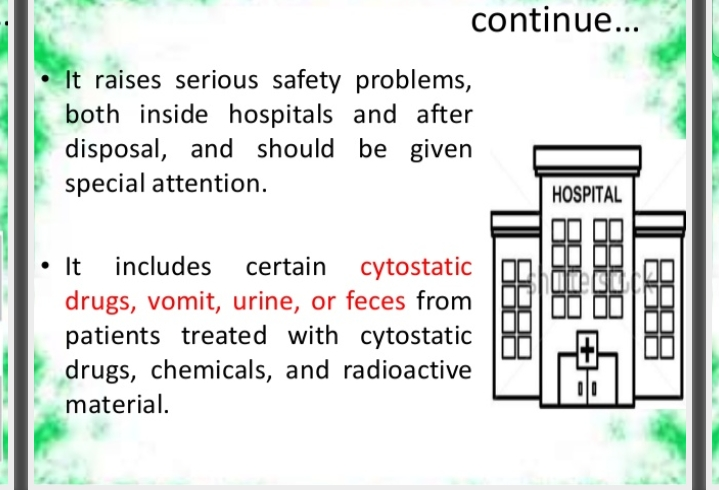 continue...
• It raises serious safety problems,
both inside hospitals and after
disposal, and should be given
special attention.
• It includes certain cytostatic
drugs, vomit, urine, or feces from
patients treated with cytostatic
drugs, chemicals, and radioactive
material.
HOSPITAL
shutterstock